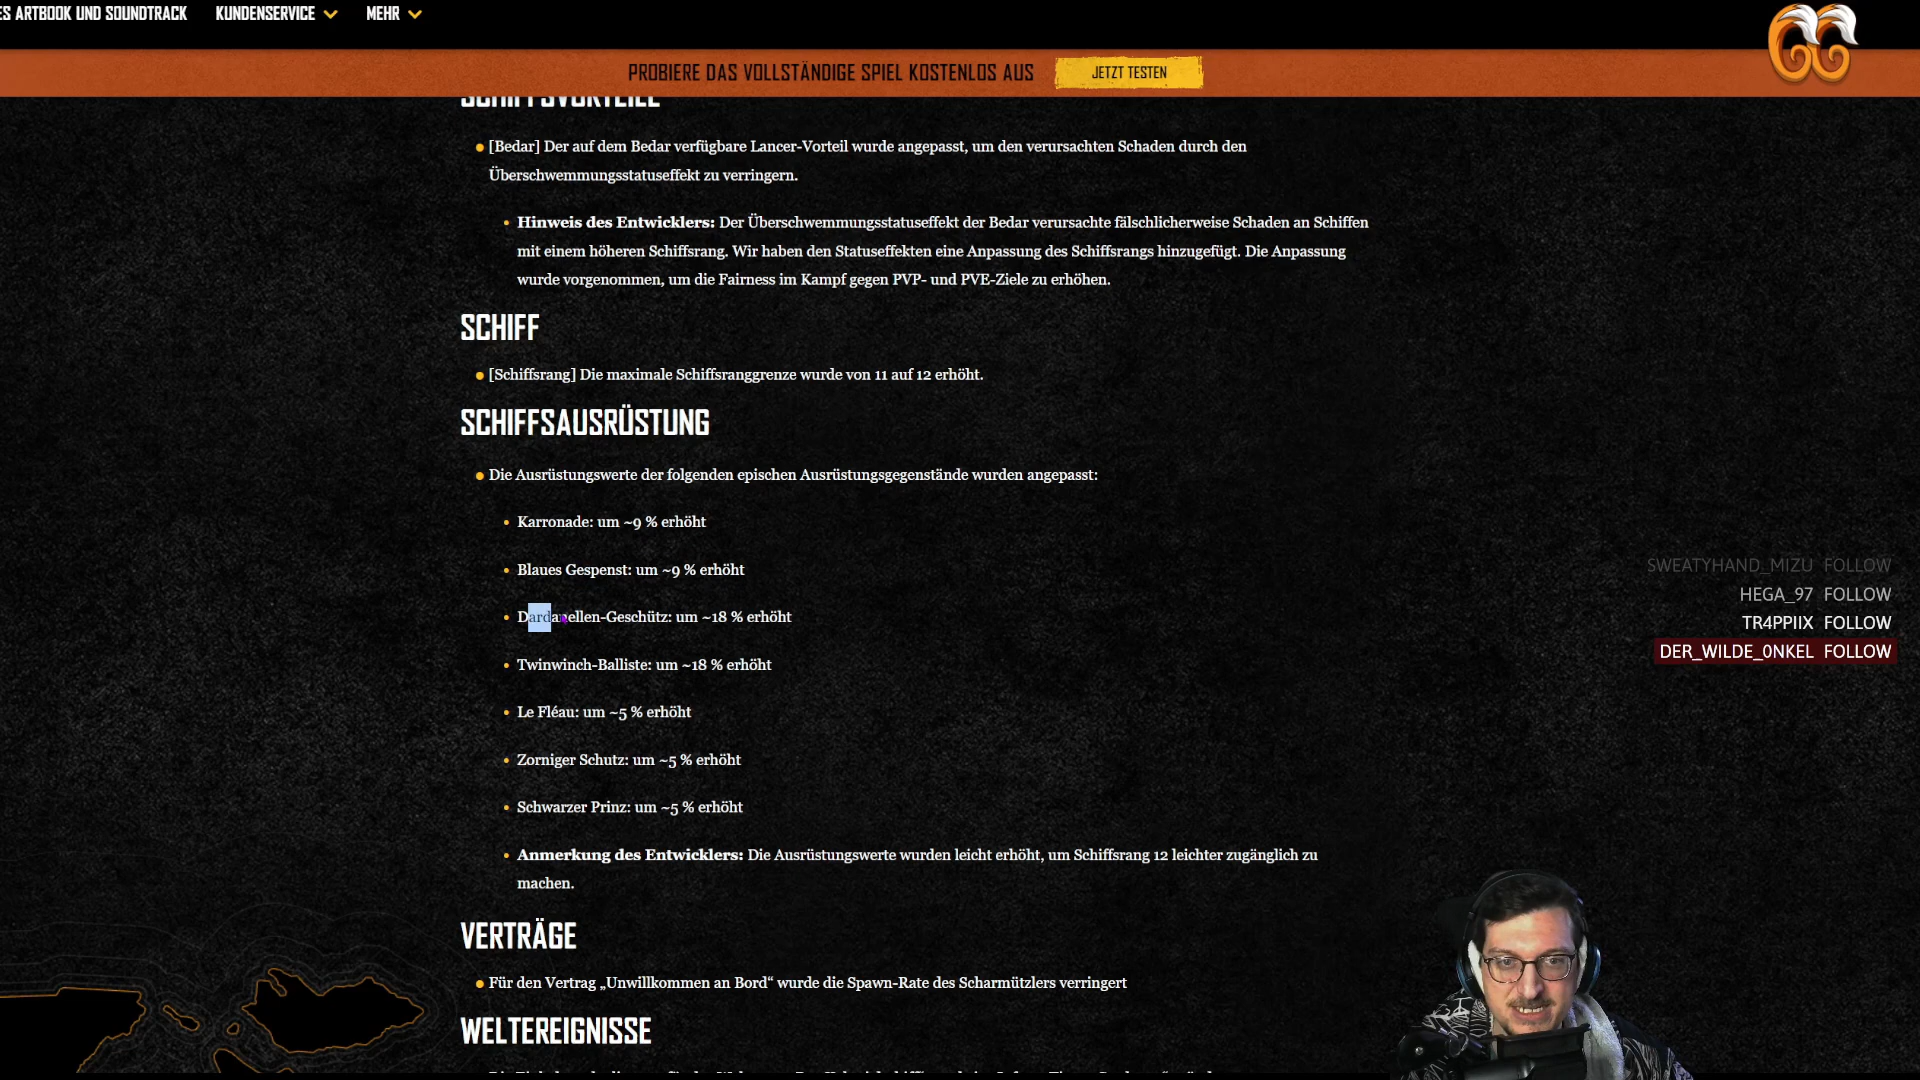 ES ARTBOOK UND SOUNDTRACK KUNDENSERVICE MEHR
PROBIERE DAS VOLLSTÄNDIGE SPIEL KOSTENLOS AUS JETZT TESTEN
SCHIFFSVORTEILE
[Bedar] Der auf dem Bedar verfügbare Lancer-Vorteil wurde angepasst, um den verursachten Schaden durch den
Überschwemmungsstatuseffekt zu verringern.
Hinweis des Entwicklers: Der Überschwemmungsstatuseffekt der Bedar verursachte fälschlicherweise Schaden an Schiffen
mit einem höheren Schiffsrang. Wir haben den Statuseffekten eine Anpassung des Schiffsrangs hinzugefügt. Die Anpassung
wurde vorgenommen, um die Fairness im Kampf gegen PVP- und PVE-Ziele zu erhöhen.
SCHIFF
[Schiffsrang] Die maximale Schiffsranggrenze wurde von 11 auf 12 erhöht.
SCHIFFSAUSRÜSTUNG
Die Ausrüstungswerte der folgenden epischen Ausrüstungsgegenstände wurden angepasst:
Karronade: um ~9 % erhöht
Blaues Gespenst: um ~9 % erhöht
Dardanellen-Geschütz: um ~18 % erhöht
Twinwinch-Balliste: um ~18 % erhöht
Le Fléau: um ~5 % erhöht
Zorniger Schutz: um ~5 % erhöht
Schwarzer Prinz: um ~5 % erhöht
Anmerkung des Entwicklers: Die Ausrüstungswerte wurden leicht erhöht, um Schiffsrang 12 leichter zugänglich zu
machen.
VERTRÄGE
Für den Vertrag „Unwillkommen an Bord“ wurde die Spawn-Rate des Scharmützlers verringert
WELTEREIGNISSE
SWEATYHAND_MIZU FOLLOW
HEGA_97 FOLLOW
TR4PPIIX FOLLOW
DER_WILDE_0NKEL FOLLOW